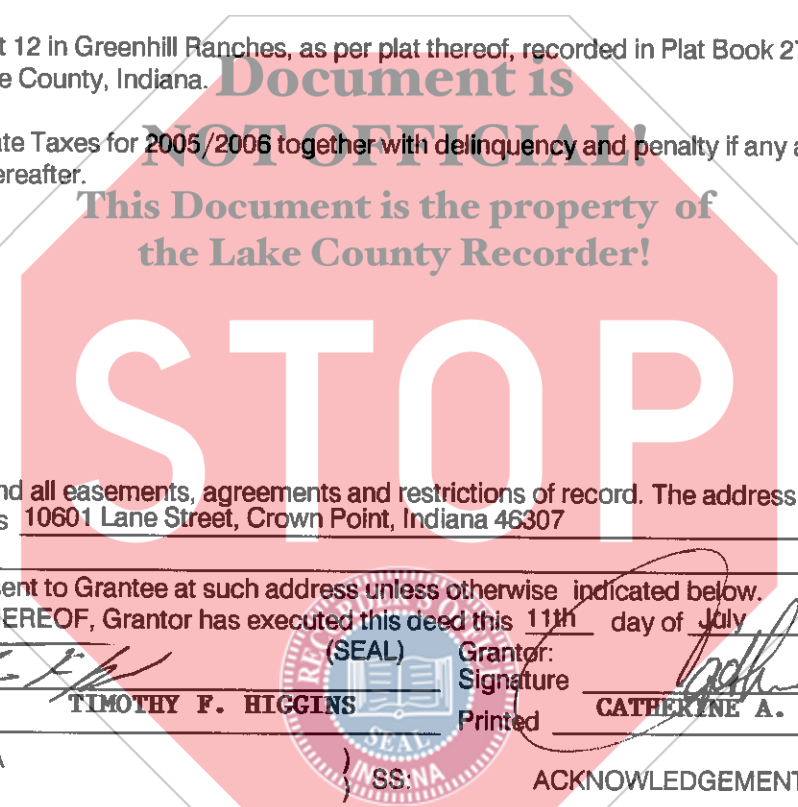 t 12 in Greenhill Ranches, as per plat thereof, recorded in Plat Book 2
e County, Indiana.
Document is
ate Taxes for 2005/2006 together with delinquency and penalty if any a
NOT OFFICIAL!
ereafter.
This Document is the property of
the Lake County Recorder!
STOP
nd all easements, agreements and restrictions of record. The address
s 10601 Lane Street, Crown Point, Indiana 46307
ent to Grantee at such address unless otherwise indicated below.
EREOF, Grantor has executed this deed this 11th day of July
(SEAL) Grantor:
Signature
TIMOTHY F. HIGGINS Printed CATHERINE A.
SEAL
INDIANA
A ) SS: ACKNOWLEDGEMENT